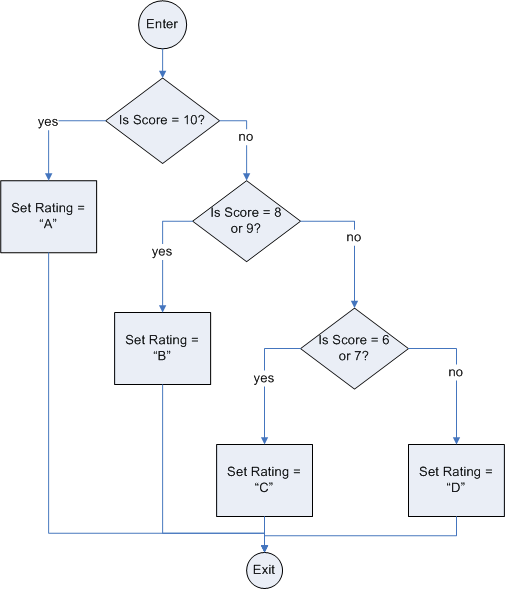 Enter
Is Score = 10?
yes
no
Set Rating =
“A”
Is Score = 8
or 9?
yes
no
Set Rating =
“B”
Is Score = 6
or 7?
yes
no
Set Rating =
“C”
Set Rating =
“D”
Exit